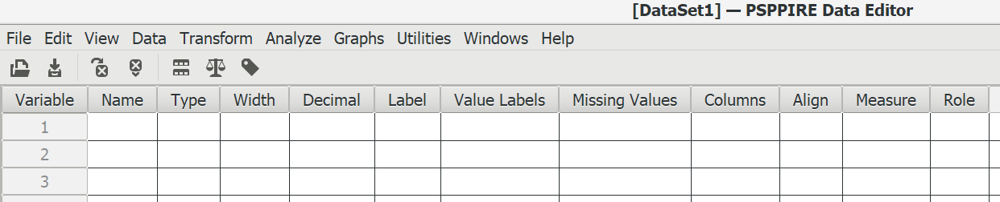 [DataSet1] — PSPPIRE Data Editor
File Edit View Data Transform Analyze Graphs Utilities Windows Help
Variable Name Type Width Decimal Label Value Labels Missing Values Columns Align Measure Role
1
2
3